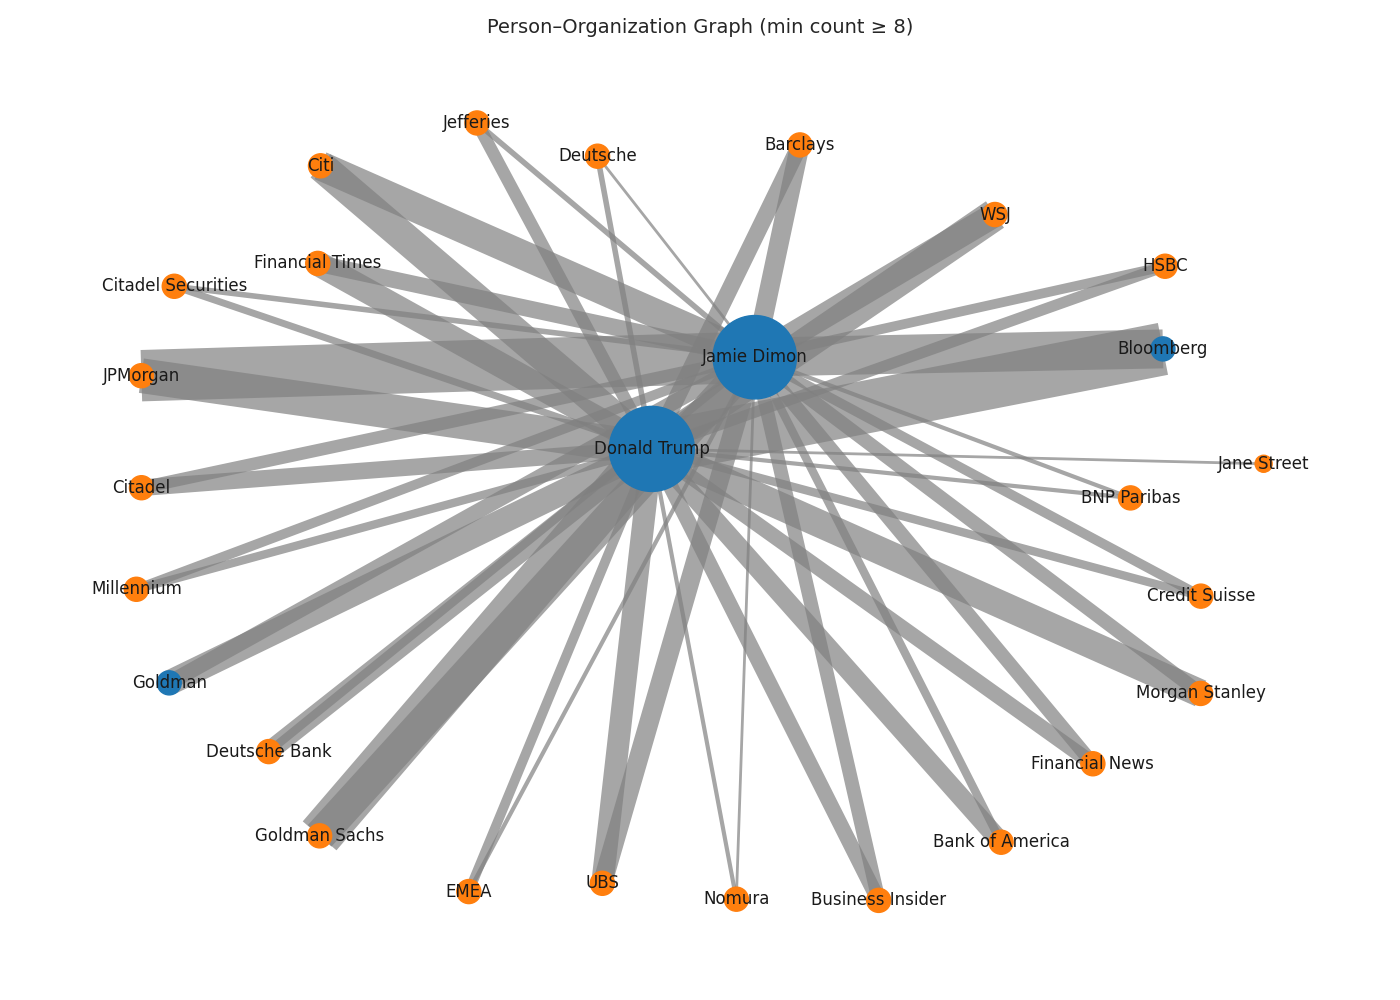 Person–Organization Graph (min count ≥ 8)
Jefferies
Barclays
Deutsche
Citi
WSJ
Financial Times
HSBC
Citadel Securities
Bloomberg
Jamie Dimon
JPMorgan
Donald Trump
Jane Street
Citadel
BNP Paribas
Millennium
Credit Suisse
Goldman
Morgan Stanley
Deutsche Bank
Financial News
Goldman Sachs
Bank of America
UBS
EMEA
Nomura
Business Insider